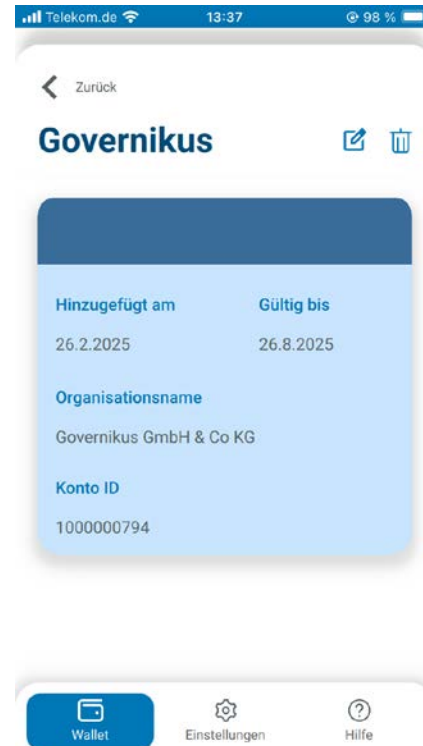 Telekom.de 13:37 98 %
Zurück
Governikus
Hinzugefügt am Gültig bis
26.2.2025 26.8.2025
Organisationsname
Governikus GmbH & Co KG
Konto ID
1000000794
Wallet Einstellungen Hilfe